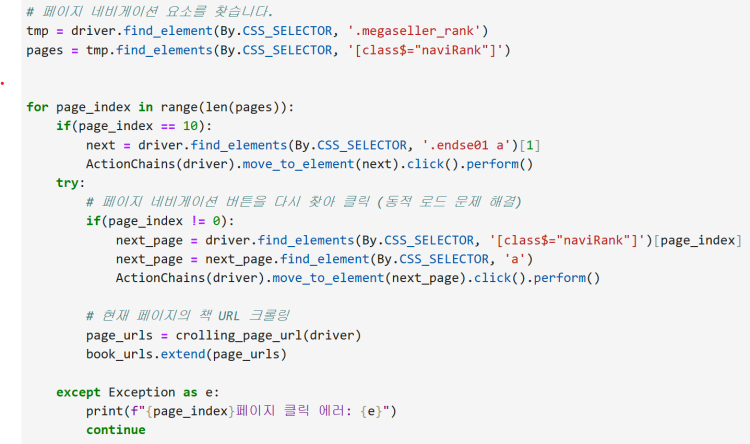 # 페이지 네비게이션 요소를 찾습니다.
tmp = driver.find_element(By.CSS_SELECTOR, '.megaseller_rank')
pages = tmp.find_elements(By.CSS_SELECTOR, '[class$="naviRank"]')
for page_index in range(len(pages)):
    if(page_index == 10):
        next = driver.find_elements(By.CSS_SELECTOR, '.endse01 a')[1]
        ActionChains(driver).move_to_element(next).click().perform()
    try:
        # 페이지 네비게이션 버튼을 다시 찾아 클릭 (동적 로드 문제 해결)
        if(page_index != 0):
            next_page = driver.find_elements(By.CSS_SELECTOR, '[class$="naviRank"]')[page_index]
            next_page = next_page.find_element(By.CSS_SELECTOR, 'a')
            ActionChains(driver).move_to_element(next_page).click().perform()
        # 현재 페이지의 책 URL 크롤링
        page_urls = crolling_page_url(driver)
        book_urls.extend(page_urls)
    except Exception as e:
        print(f"{page_index}페이지 클릭 에러: {e}")
        continue